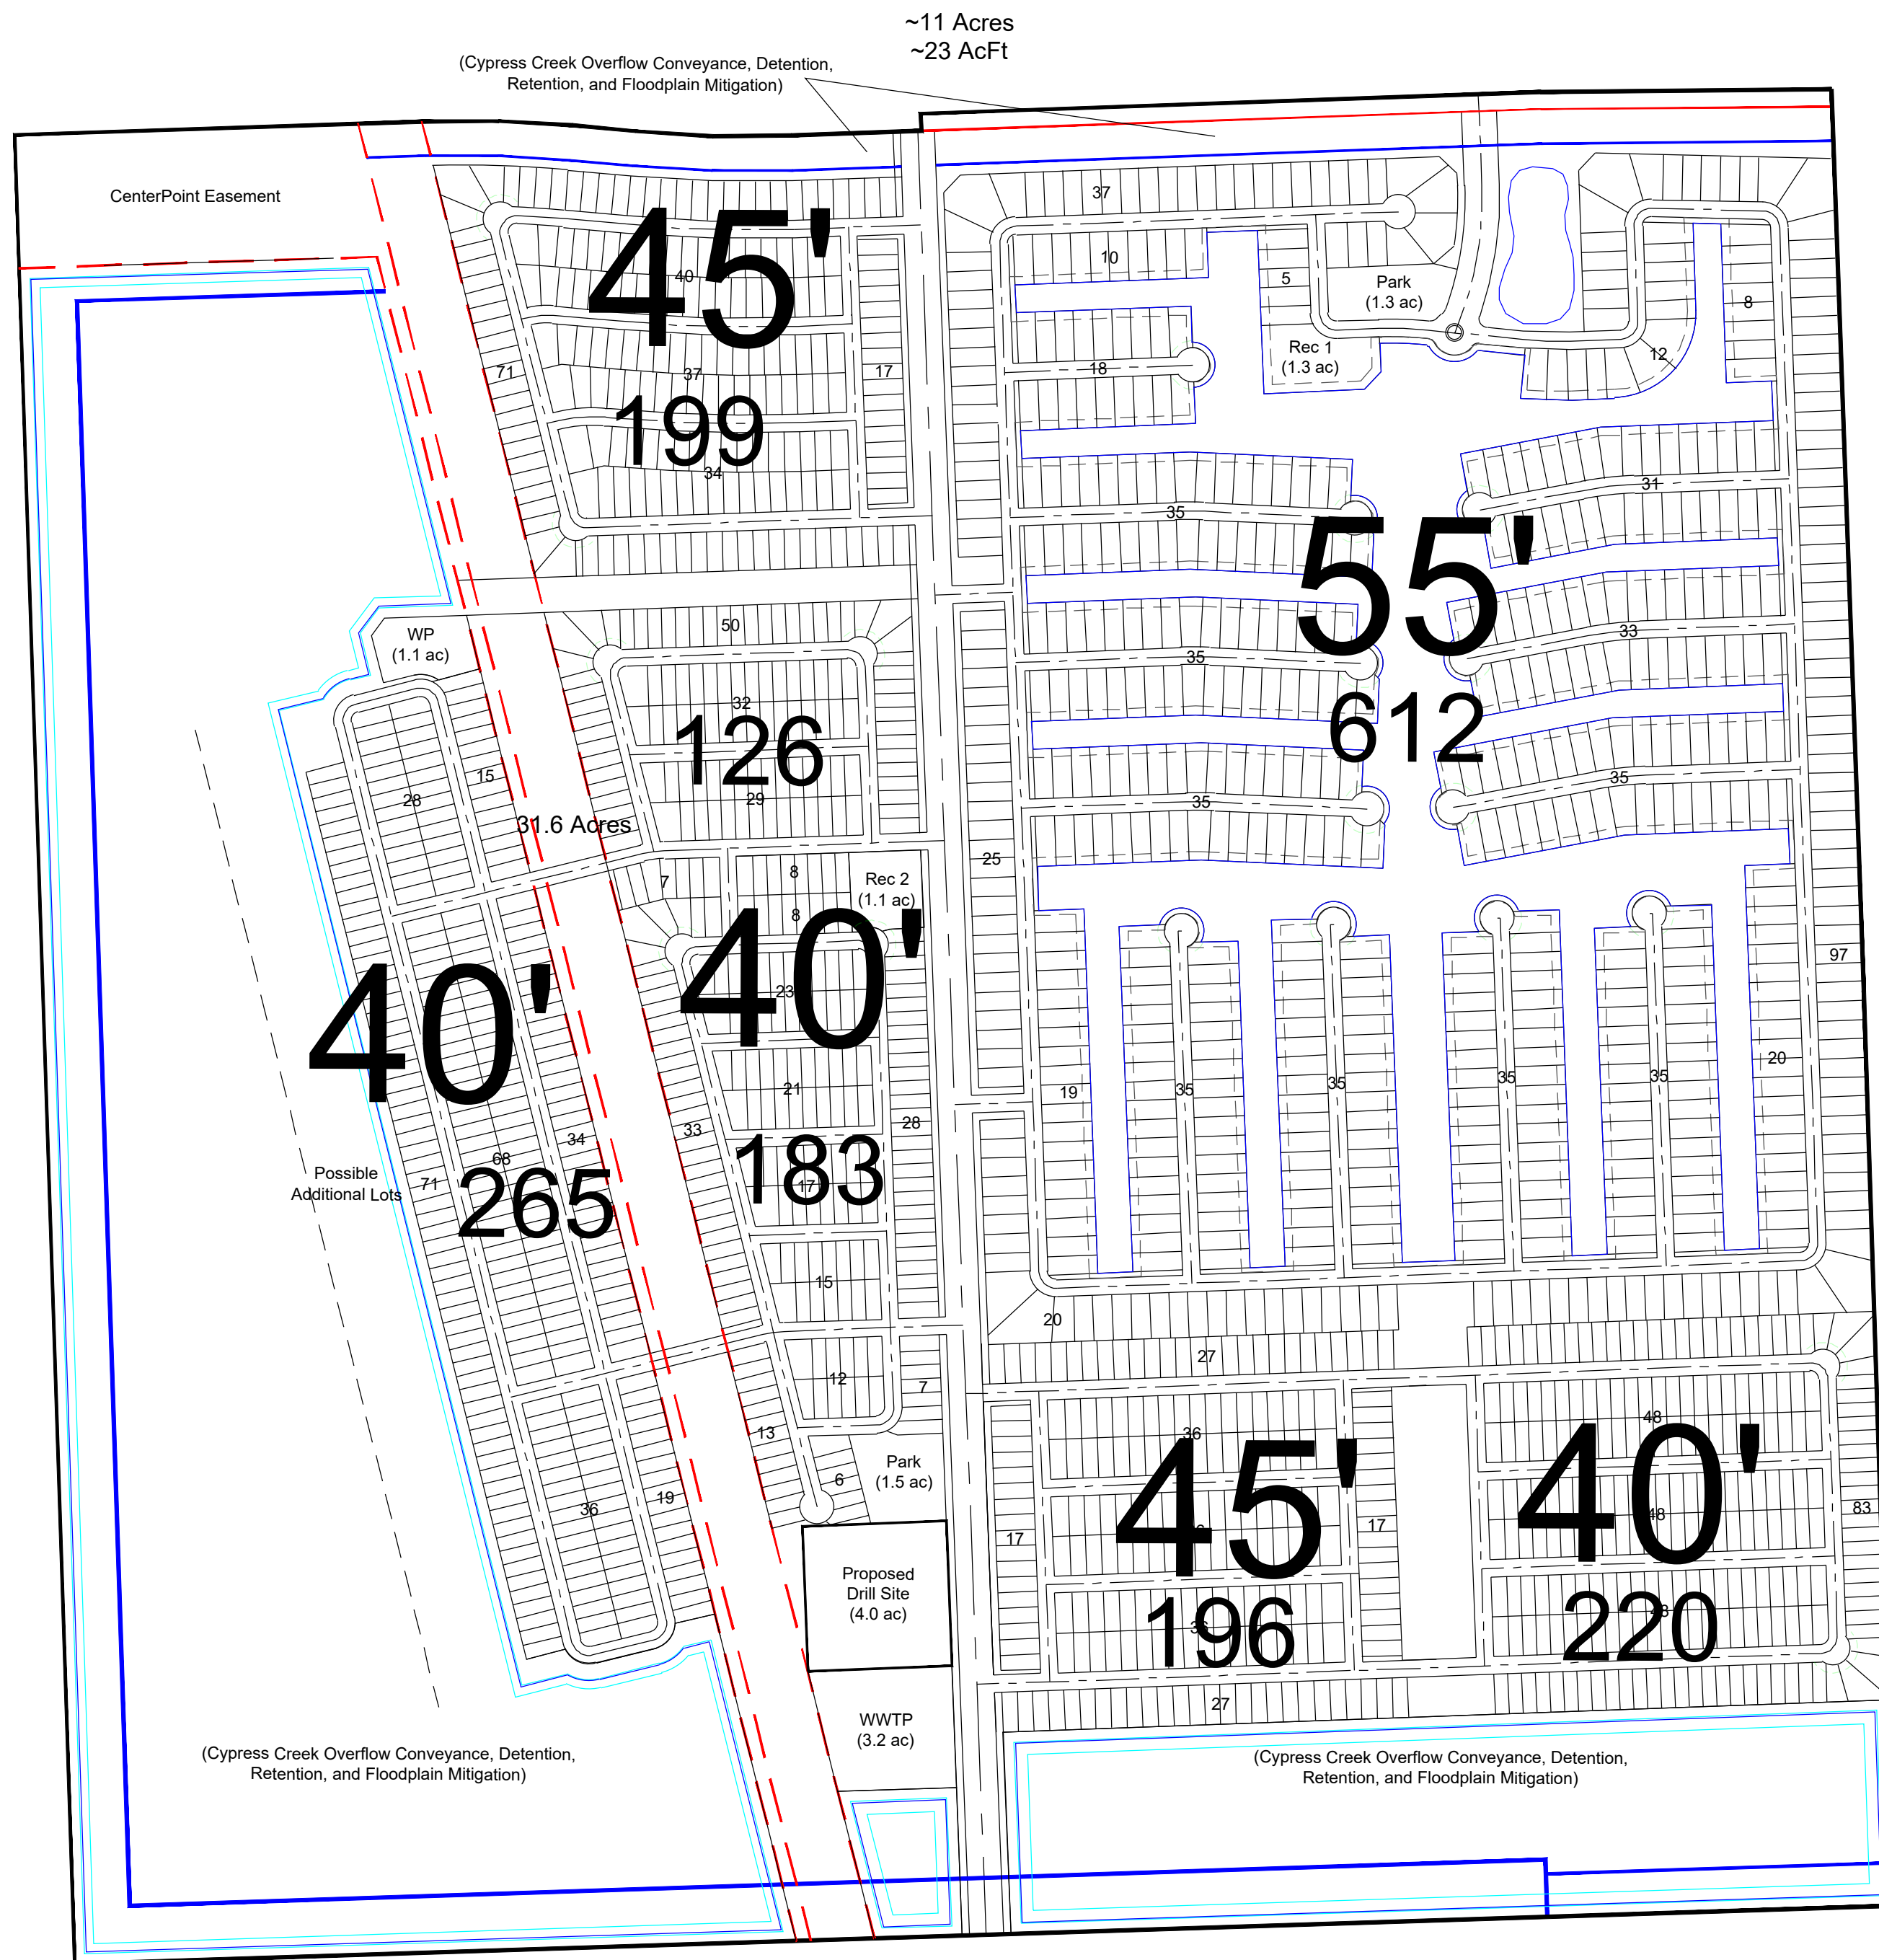 ~11 Acres
~23 AcFt
(Cypress Creek Overflow Conveyance, Detention,
Retention, and Floodplain Mitigation)
CenterPoint Easement
37
10
5
Park
(1.3 ac)
8
Rec 1
(1.3 ac)
12
18
45'
40
71
37
17
199
34
35
31
55'
50
WP
(1.1 ac)
35
33
612
32
126
29
15
28
31.6 Acres
35
35
25
7
8
8
Rec 2
(1.1 ac)
40'
40'
23
97
21
19
35
35
35
35
20
33
28
34
68
71
265
Possible
Additional Lots
183
17
15
20
27
12
7
13
6
Park
(1.5 ac)
36
19
36
45'
17
17
36
196
27
48
40'
48
83
48
220
Proposed
Drill Site
(4.0 ac)
WWTP
(3.2 ac)
(Cypress Creek Overflow Conveyance, Detention,
Retention, and Floodplain Mitigation)
(Cypress Creek Overflow Conveyance, Detention,
Retention, and Floodplain Mitigation)